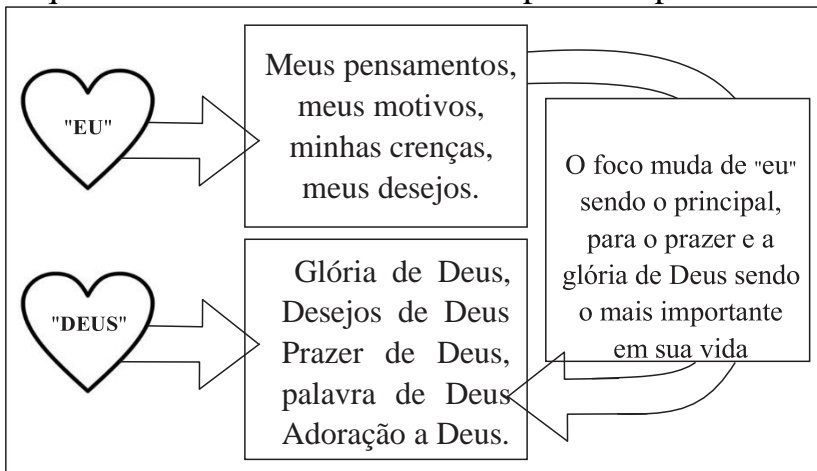 "EU"
Meus pensamentos,
meus motivos,
minhas crenças,
meus desejos.
O foco muda de "eu"
sendo o principal,
para o prazer e a
glória de Deus sendo
o mais importante
em sua vida
"DEUS"
Glória de Deus,
Desejos de Deus
Prazer de Deus,
palavra de Deus
Adoração a Deus.